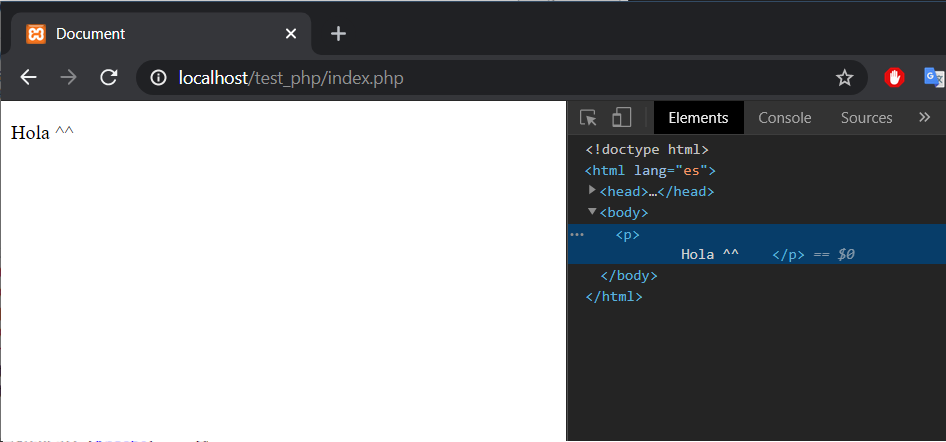 Document
localhost/test_php/index.php
Hola ^^
Elements Console Sources »
<!doctype html>
<html lang="es">
<head>…</head>
<body>
<p>
Hola ^^ </p> == $0
</body>
</html>